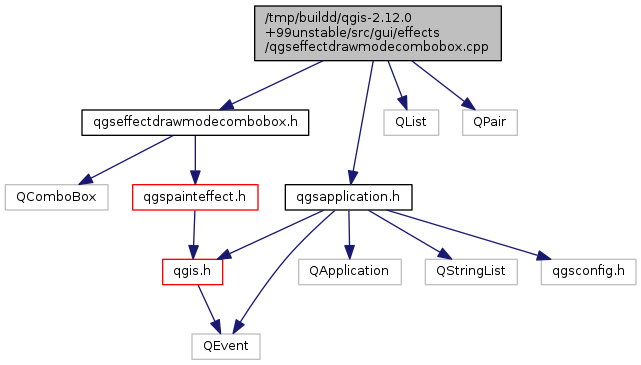 /tmp/buildd/qgis-2.12.0
+99unstable/src/gui/effects
/qgseffectdrawmodecombobox.cpp
qgseffectdrawmodecombobox.h
QList
QPair
QComboBox
qgspainteffect.h
qgsapplication.h
qgis.h
QApplication
QStringList
qgsconfig.h
QEvent